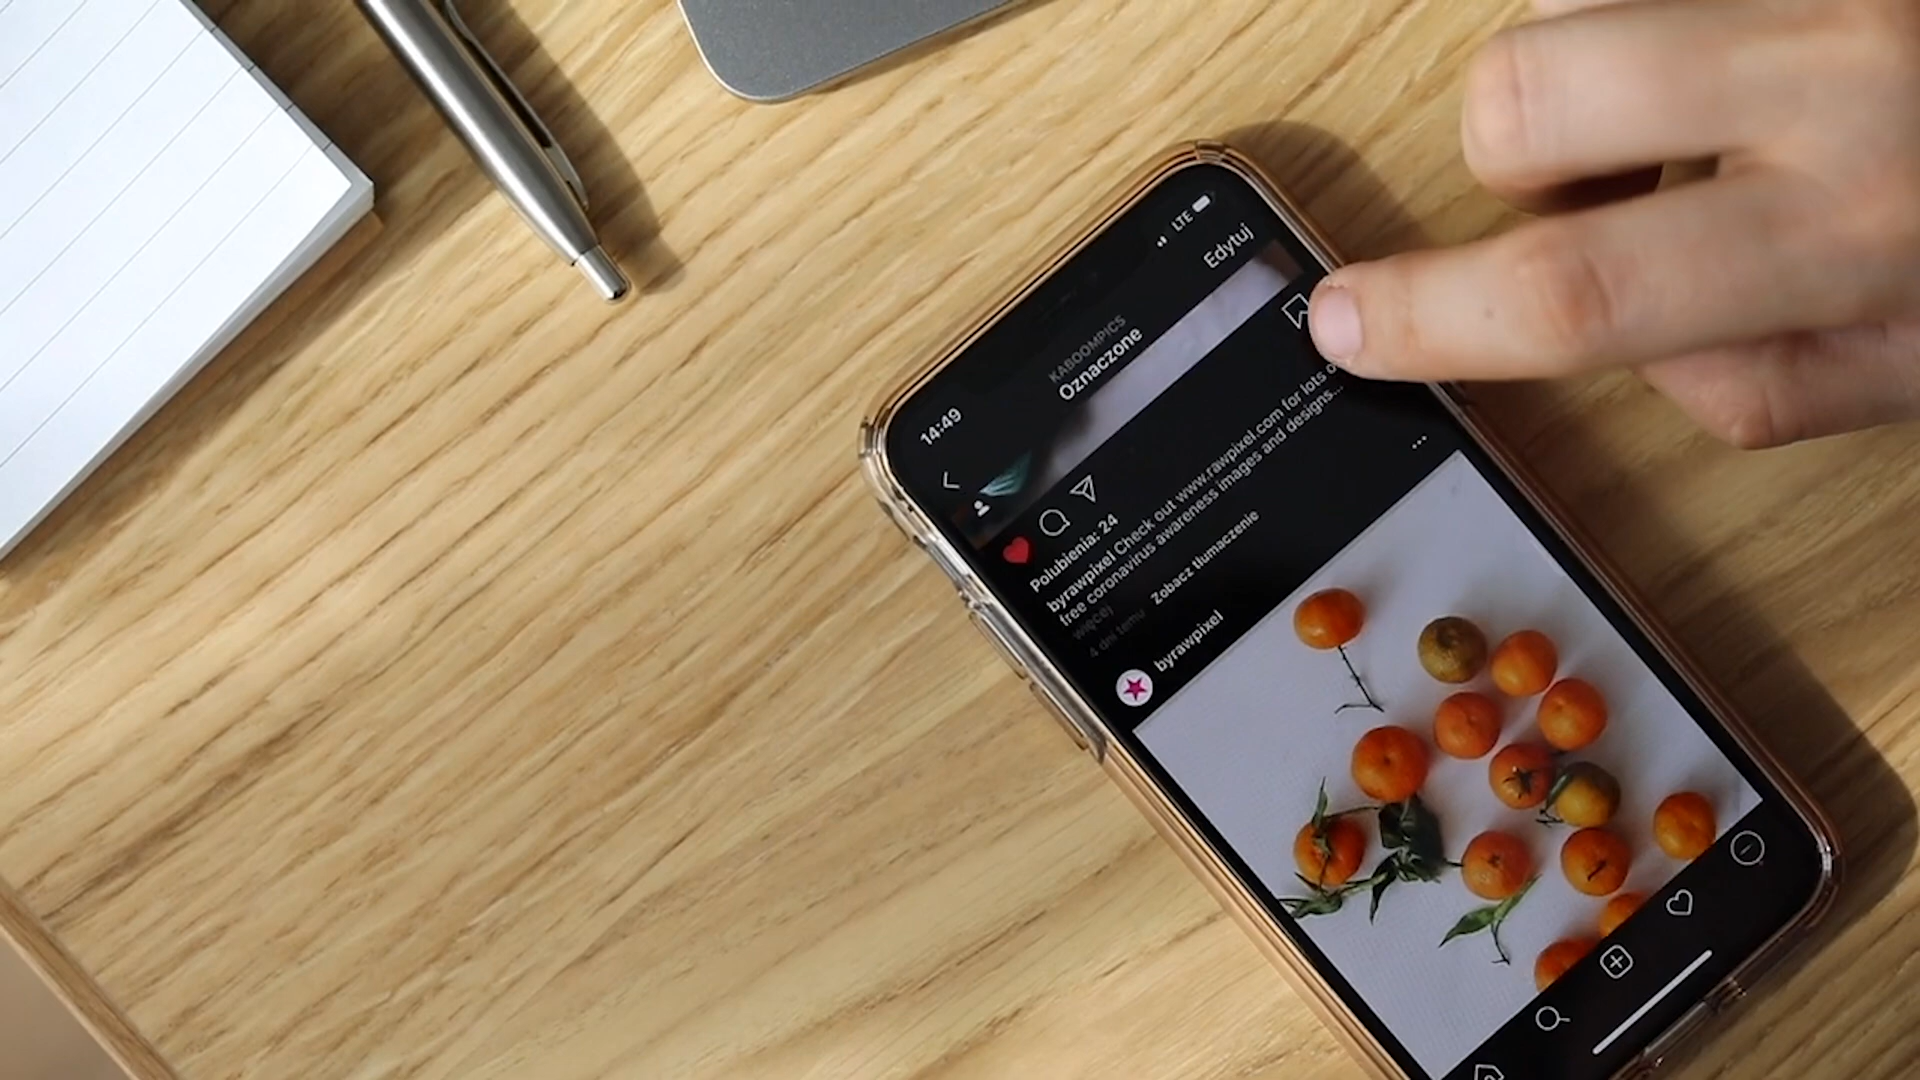 14:49
LTE
KABOOMPICS
Oznaczone
Edytuj
Polubienia: 24
byrawpixel Check out www.rawpixel.com for lots
free coronavirus awareness images and designs...
więcej
4 dni temu
Zobacz tłumaczenie
byrawpixel